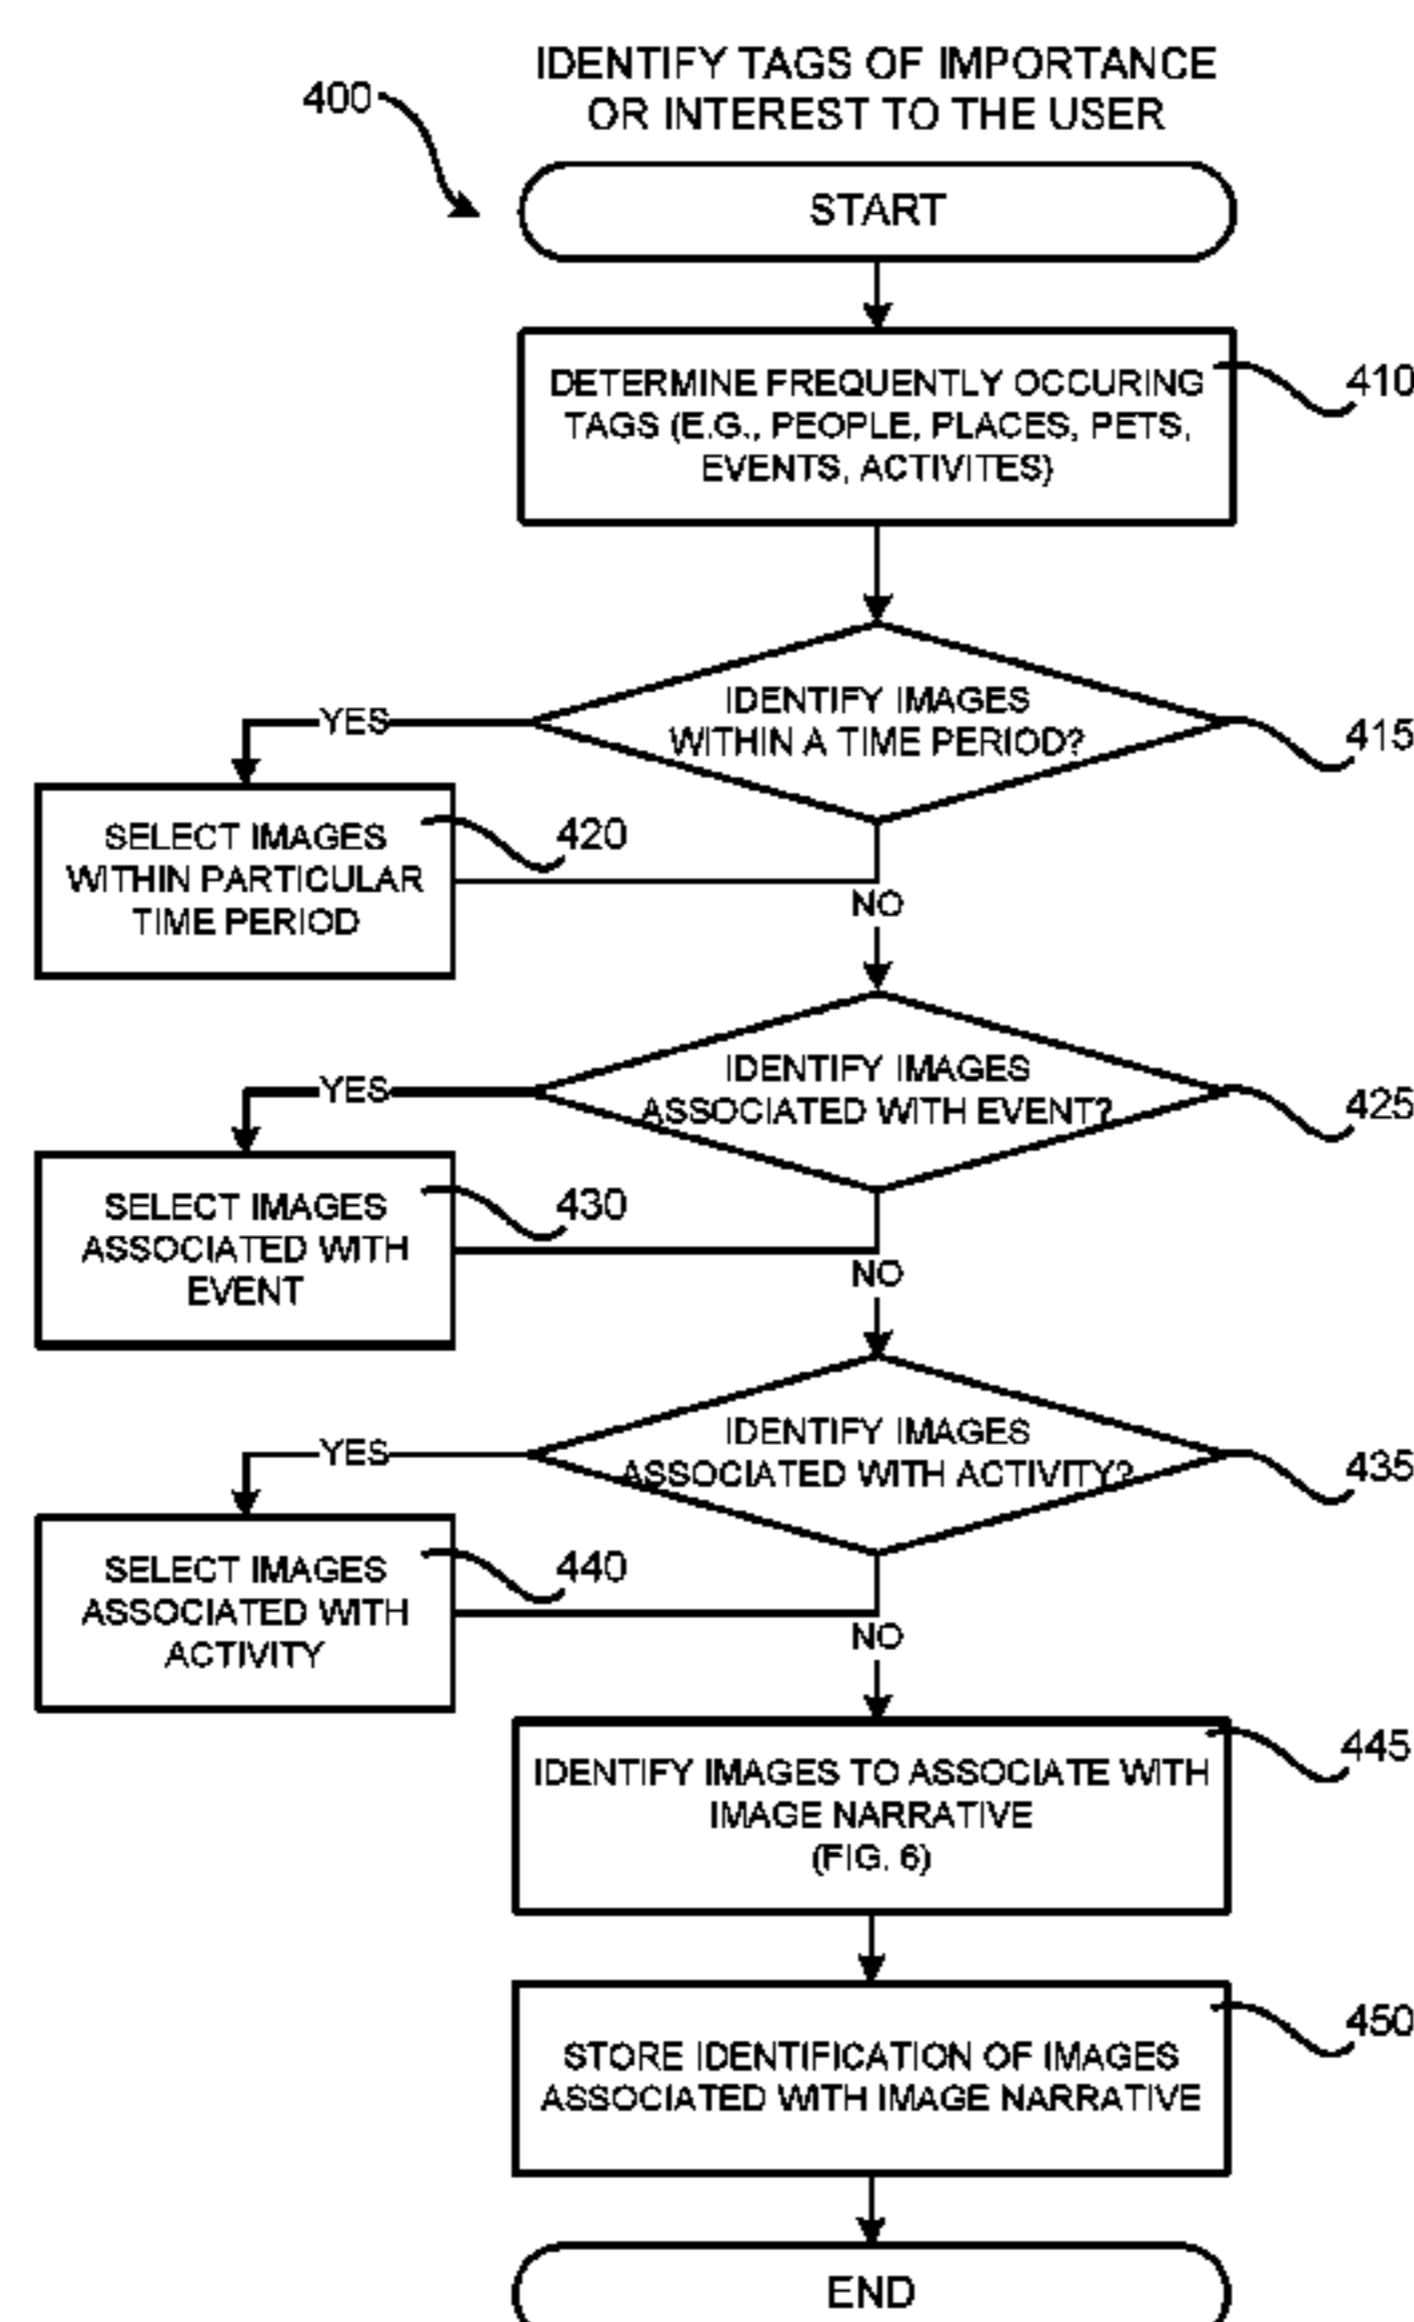 IDENTIFY TAGS OF IMPORTANCE
OR INTEREST TO THE USER
400
START
DETERMINE FREQUENTLY OCCURING
TAGS (E.G., PEOPLE, PLACES, PETS,
EVENTS, ACTIVITES)
410
IDENTIFY IMAGES
WITHIN A TIME PERIOD?
415
YES
SELECT IMAGES
WITHIN PARTICULAR
TIME PERIOD
420
NO
IDENTIFY IMAGES
ASSOCIATED WITH EVENT?
425
YES
SELECT IMAGES
ASSOCIATED WITH
EVENT
430
NO
IDENTIFY IMAGES
ASSOCIATED WITH ACTIVITY?
435
YES
SELECT IMAGES
ASSOCIATED WITH
ACTIVITY
440
NO
IDENTIFY IMAGES TO ASSOCIATE WITH
IMAGE NARRATIVE
(FIG. 6)
445
STORE IDENTIFICATION OF IMAGES
ASSOCIATED WITH IMAGE NARRATIVE
450
END